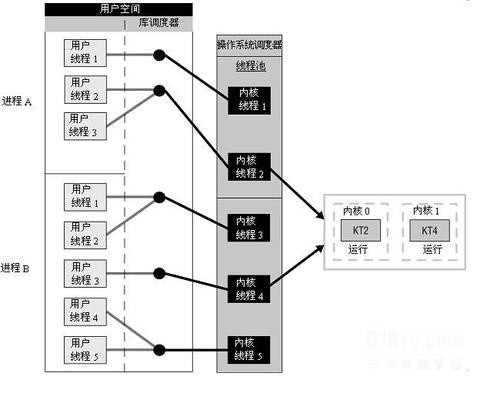 用户空间
库调度器
操作系统调度器
线程池
进程A
用户
线程1
用户
线程2
用户
线程3
内核
线程1
内核
线程2
进程B
用户
线程1
用户
线程2
用户
线程3
用户
线程4
用户
线程5
内核
线程3
内核
线程4
内核
线程5
内核0
内核1
KT2
KT4
运行
运行
51CTO.com